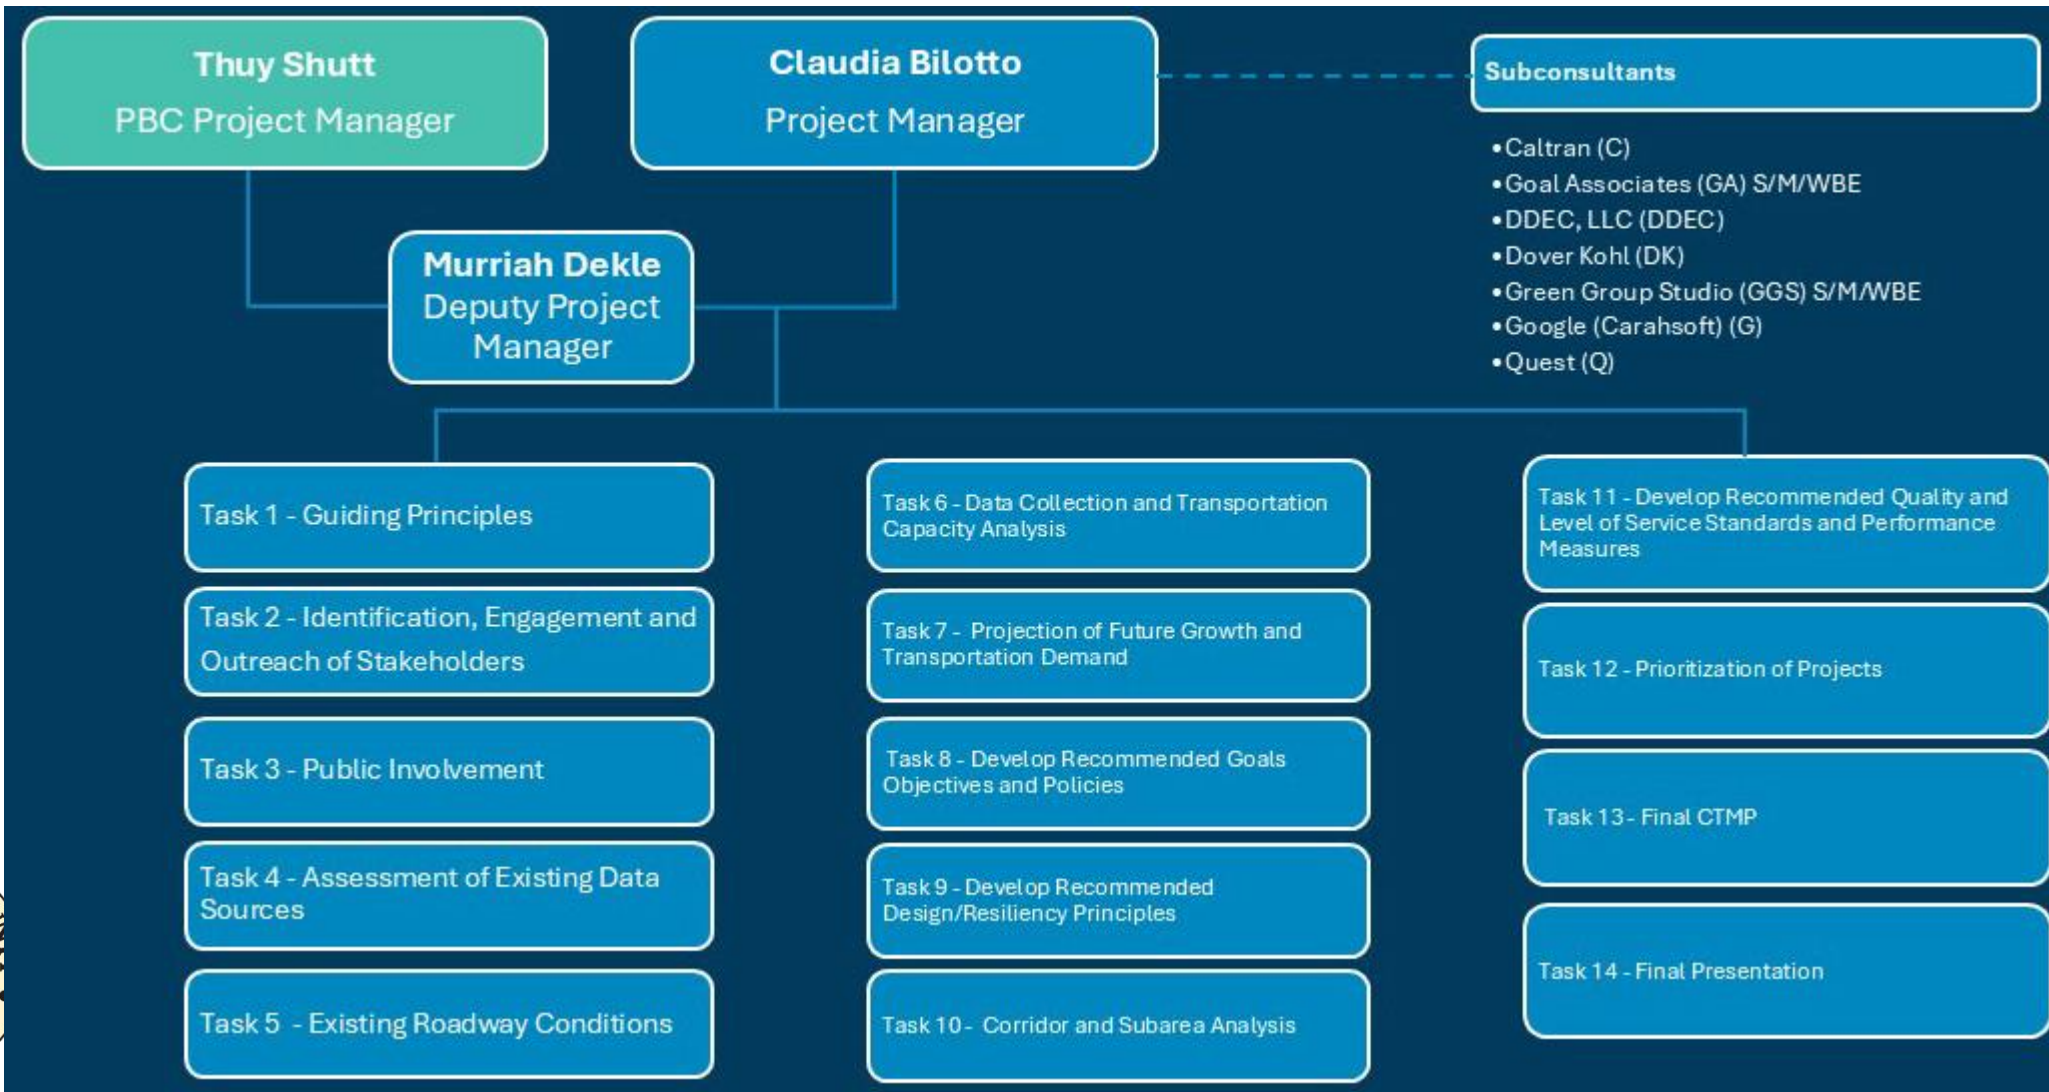 Thuy Shutt
PBC Project Manager
Claudia Bilotto
Project Manager
Subconsultants
•Caltran (C)
•Goal Associates (GA) S/M/WBE
•DDEC, LLC (DDEC)
•Dover Kohl (DK)
•Green Group Studio (GGS) S/M/WBE
•Google (Carahsoft) (G)
•Quest (Q)
Murriah Dekle
Deputy Project
Manager
Task 1 - Guiding Principles
Task 2 - Identification, Engagement and
Outreach of Stakeholders
Task 3 - Public Involvement
Task 4 - Assessment of Existing Data
Sources
Task 5 - Existing Roadway Conditions
Task 6 - Data Collection and Transportation
Capacity Analysis
Task 7 - Projection of Future Growth and
Transportation Demand
Task 8 - Develop Recommended Goals
Objectives and Policies
Task 9 - Develop Recommended
Design/Resiliency Principles
Task 10 - Corridor and Subarea Analysis
Task 11 - Develop Recommended Quality and
Level of Service Standards and Performance
Measures
Task 12 - Prioritization of Projects
Task 13 - Final CTMP
Task 14 - Final Presentation